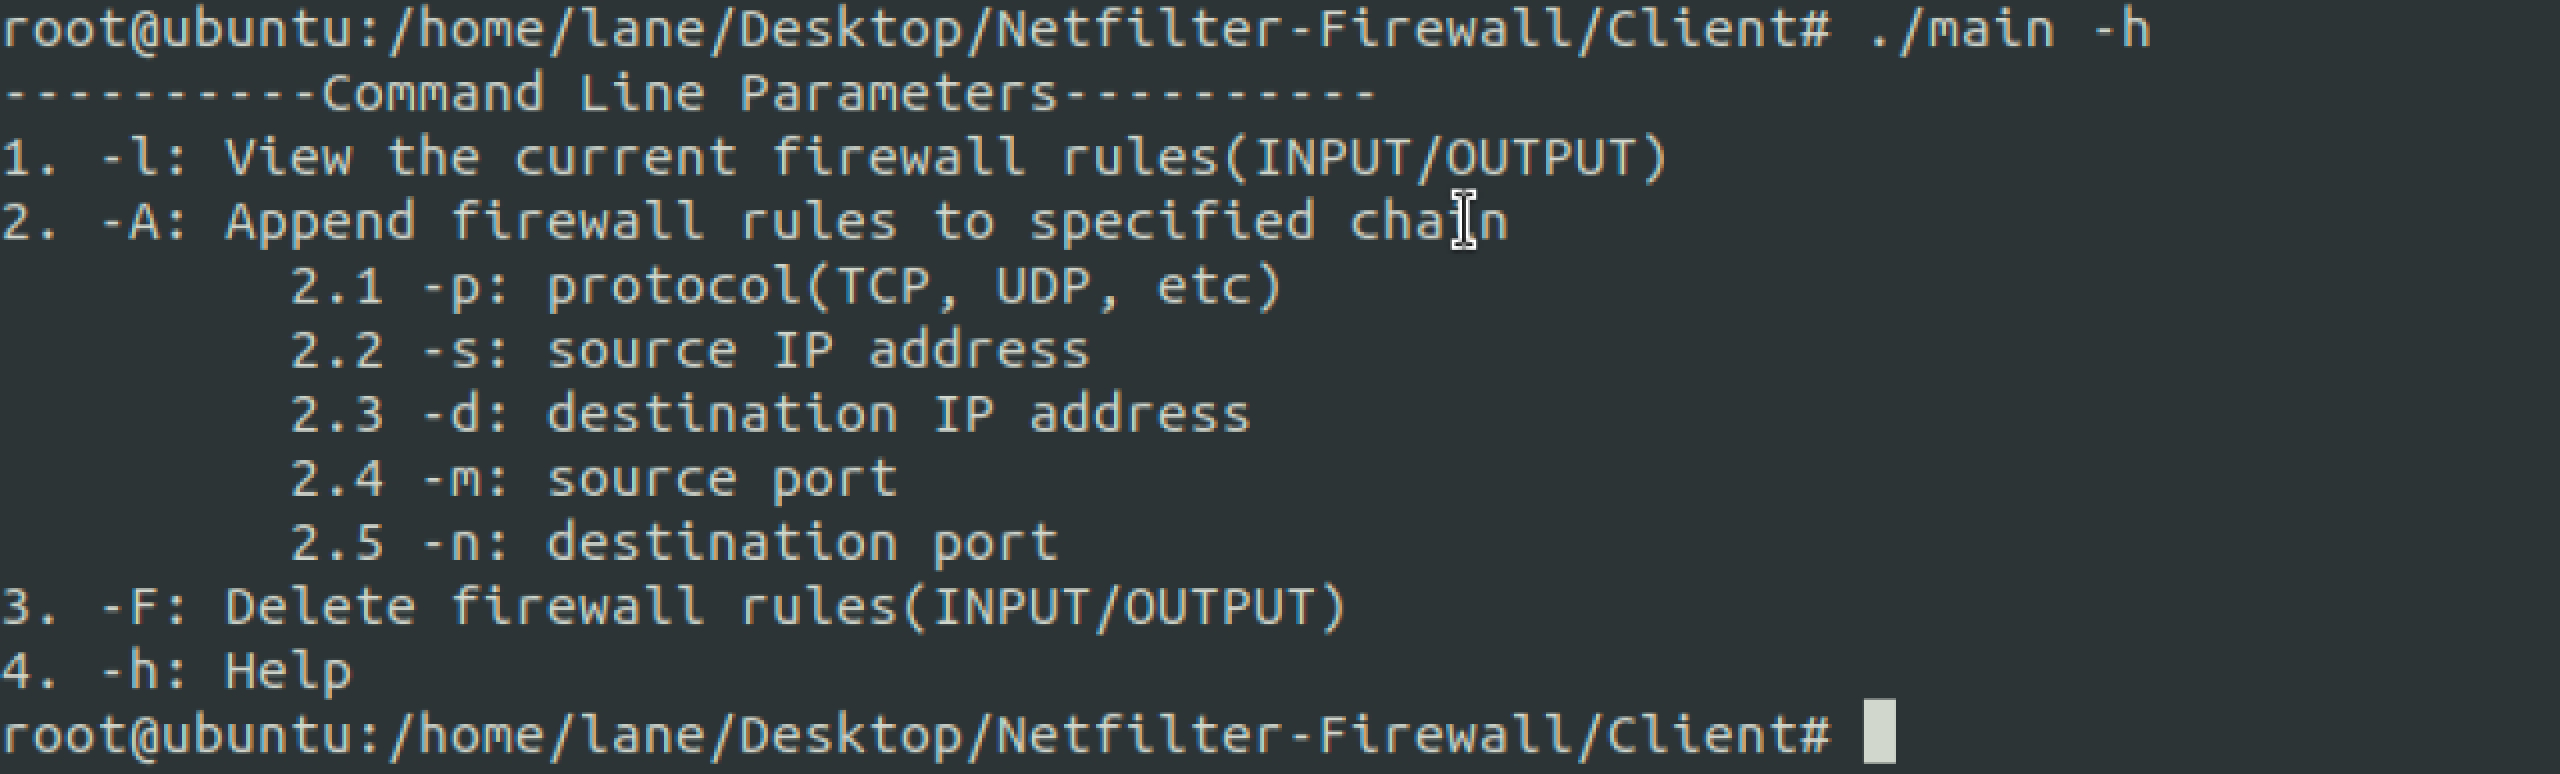 root@ubuntu:/home/lane/Desktop/Netfilter-Firewall/Client# ./main -h
----------Command Line Parameters----------
1. -l: View the current firewall rules(INPUT/OUTPUT)
2. -A: Append firewall rules to specified chain
2.1 -p: protocol(TCP, UDP, etc)
2.2 -s: source IP address
2.3 -d: destination IP address
2.4 -m: source port
2.5 -n: destination port
3. -F: Delete firewall rules(INPUT/OUTPUT)
4. -h: Help
root@ubuntu:/home/lane/Desktop/Netfilter-Firewall/Client#